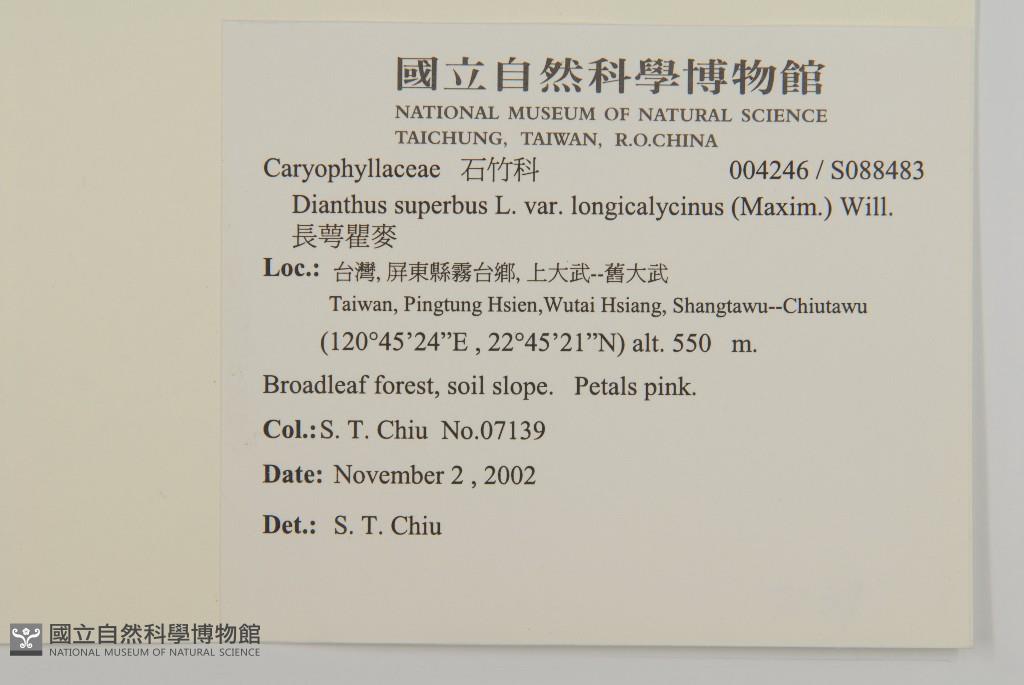 國立自然科學博物館
NATIONAL MUSEUM OF NATURAL SCIENCE
TAICHUNG, TAIWAN, R.O.CHINA
Caryophyllaceae 石竹科 004246 / S088483
Dianthus superbus L. var. longicalycinus (Maxim.) Will.
長萼瞿麥
Loc.: 台灣, 屏東縣霧台鄉, 上大武--舊大武
Taiwan, Pingtung Hsien,Wutai Hsiang, Shangtawu--Chiutawu
(120°45’24”E , 22°45’21”N) alt. 550 m.
Broadleaf forest, soil slope. Petals pink.
Col.:S. T. Chiu No.07139
Date: November 2 , 2002
Det.: S. T. Chiu
國立自然科學博物館
NATIONAL MUSEUM OF NATURAL SCIENCE